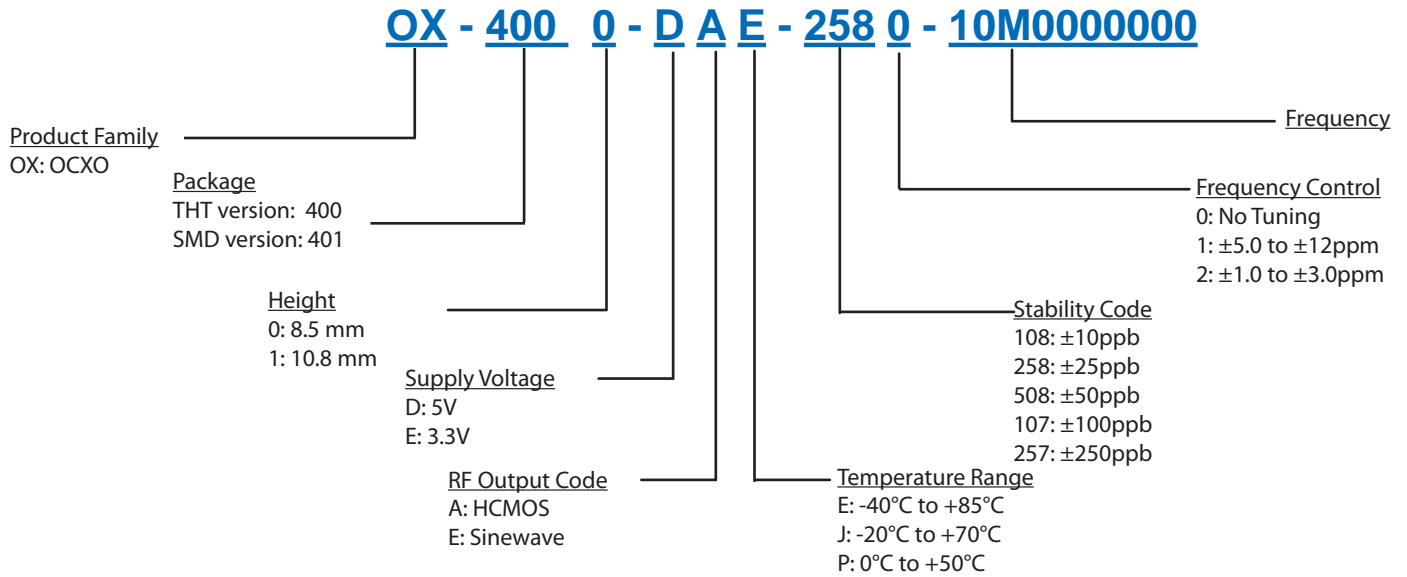 OX - 400 0 - D A E - 258 0 - 10M0000000
Product Family
OX: OCXO
Package
THT version: 400
SMD version: 401
Height
0: 8.5 mm
1: 10.8 mm
Supply Voltage
D: 5V
E: 3.3V
RF Output Code
A: HCMOS
E: Sinewave
Temperature Range
E: -40°C to +85°C
J: -20°C to +70°C
P: 0°C to +50°C
Stability Code
108: ±10ppb
258: ±25ppb
508: ±50ppb
107: ±100ppb
257: ±250ppb
Frequency Control
0: No Tuning
1: ±5.0 to ±12ppm
2: ±1.0 to ±3.0ppm
Frequency